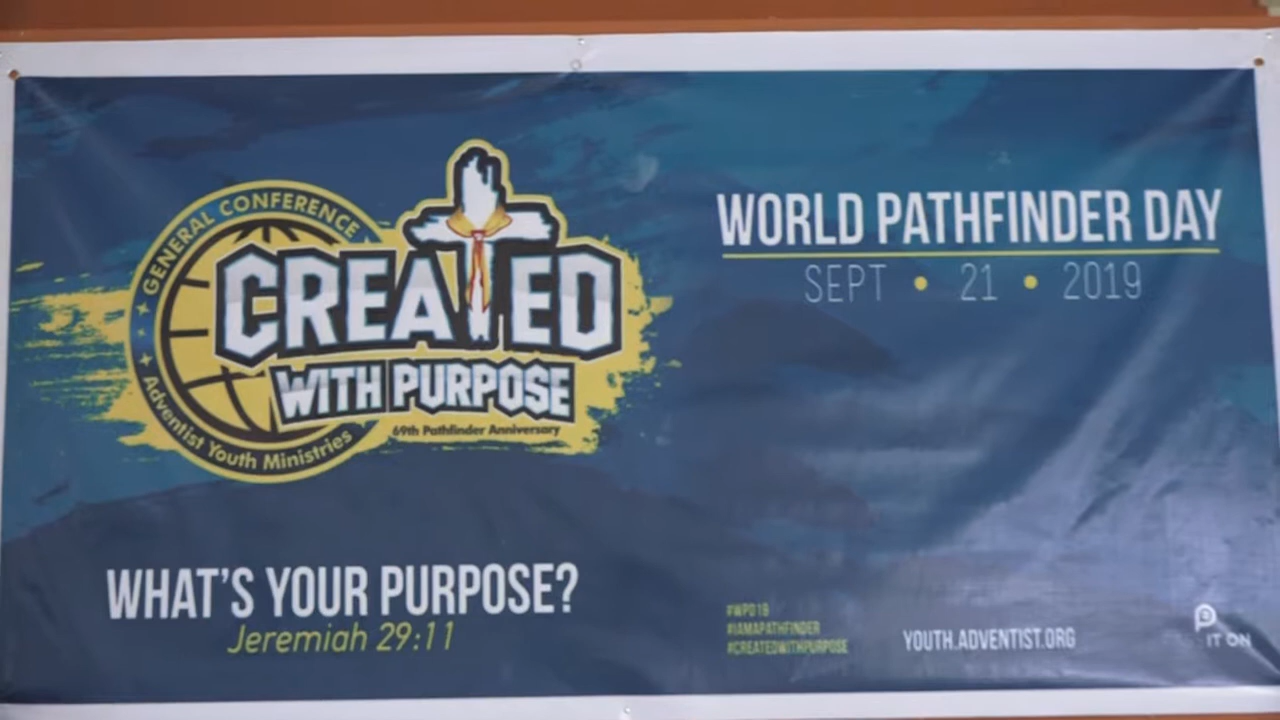 GENERAL CONFERENCE
CREATED
WITH PURPOSE
69th Pathfinder Anniversary
Adventist Youth Ministries
WORLD PATHFINDER DAY
SEPT • 21 • 2019
WHAT'S YOUR PURPOSE?
Jeremiah 29:11
#WPD19
#IAMAPATHFINDER
#CREATEDWITHPURPOSE
YOUTH.ADVENTIST.ORG
IT ON